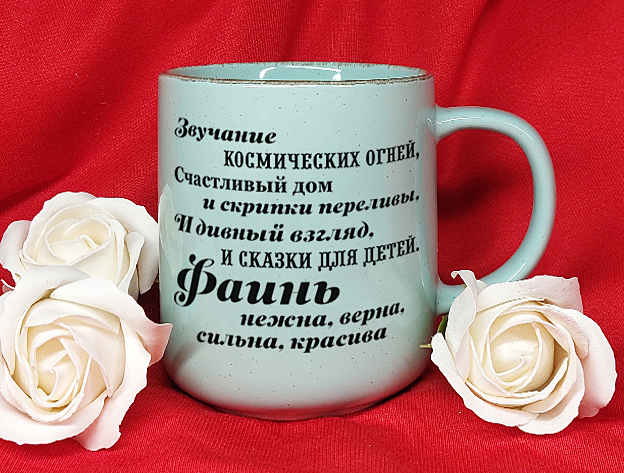 Звучание
КОСМИЧЕСКИХ ОГНЕЙ,
Счастливый дом
и скрипки переливы,
И дивный взгляд,
И СКАЗКИ ДЛЯ ДЕТЕЙ.
Фаинь
нежна, верна,
сильна, красива